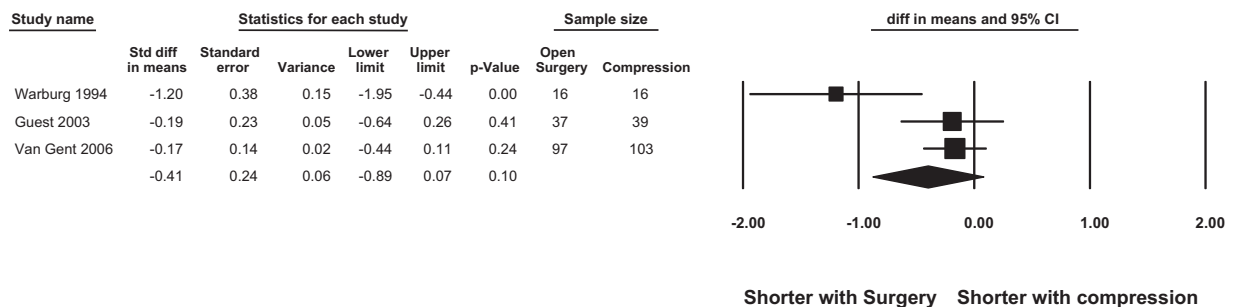 Study name Statistics for each study Sample size diff in means and 95% CI
Std diff Standard Lower Upper Open
in means error Variance limit limit p-Value Surgery Compression
Warburg 1994 -1.20 0.38 0.15 -1.95 -0.44 0.00 16 16
Guest 2003 -0.19 0.23 0.05 -0.64 0.26 0.41 37 39
Van Gent 2006 -0.17 0.14 0.02 -0.44 0.11 0.24 97 103
-0.41 0.24 0.06 -0.89 0.07 0.10
-2.00 -1.00 0.00 1.00 2.00
Shorter with Surgery Shorter with compression